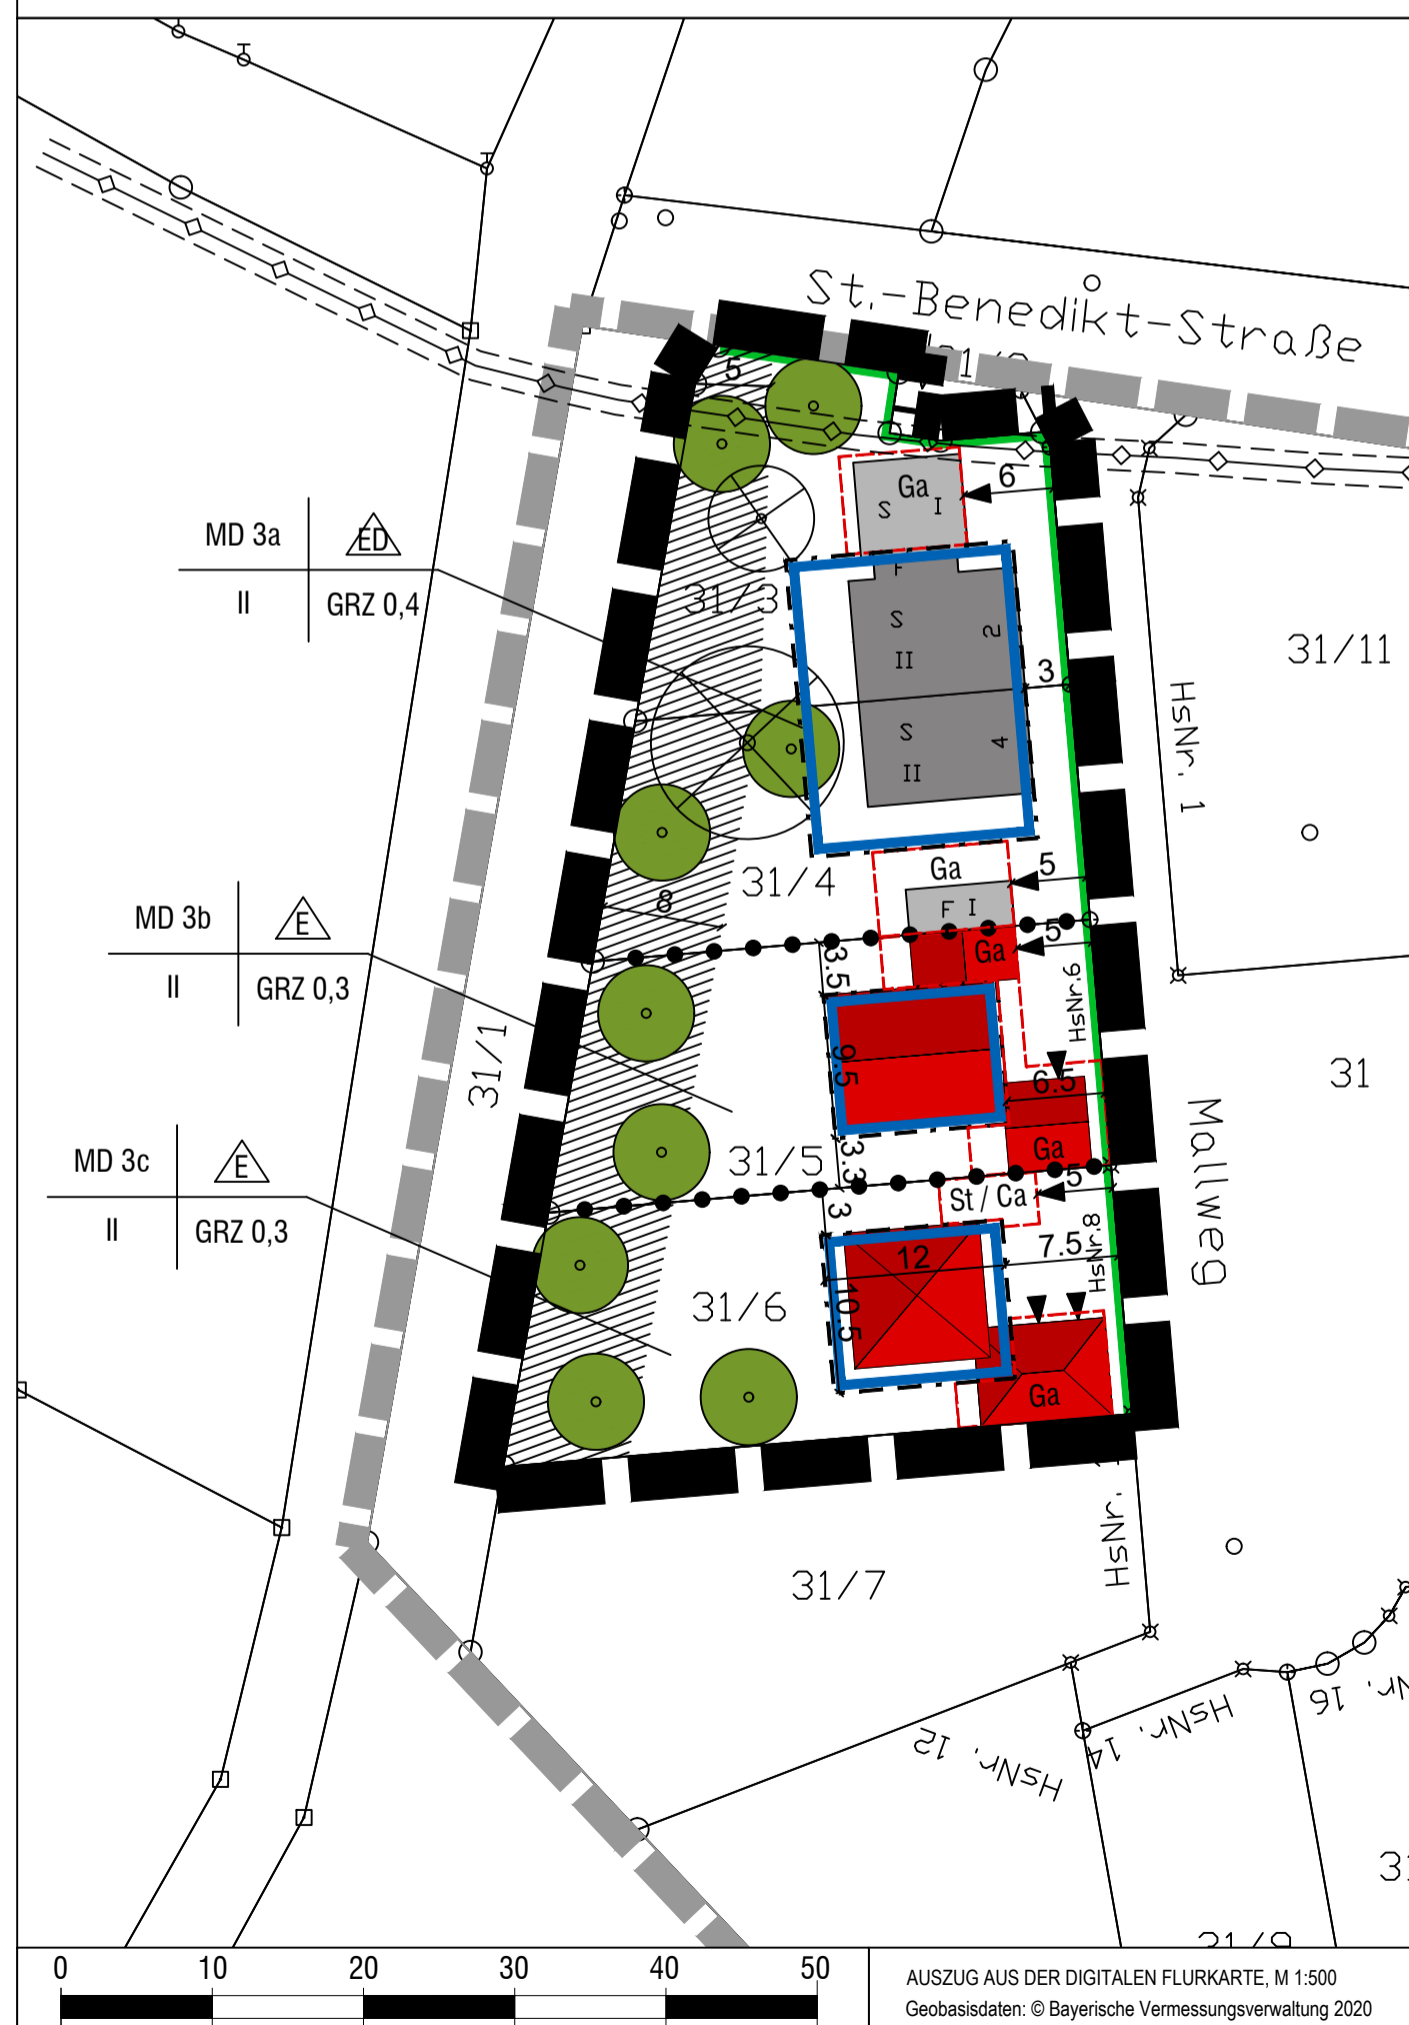 St.-Benedikt-Straße
5
Ga
S I
6
MD 3a
ED
II
GRZ 0,4
31/3
F
S
II
2
3
31/11
S
II
4
HsNr. 1
31/4
Ga
5
F I
8
MD 3b
E
II
GRZ 0,3
3.5
Ga
5
HsNr.6
9.5
6.5
31/1
31
Mallweg
MD 3c
E
II
GRZ 0,3
31/5
3.3
Ga
3
St / Ca
5
12
7.5
HsNr.8
31/6
10.5
Ga
HsNr.
31/7
HsNr. 12
HsNr. 14
Nr. 16
31/9
0 10 20 30 40 50
AUSZUG AUS DER DIGITALEN FLURKARTE, M 1:500
Geobasisdaten: © Bayerische Vermessungsverwaltung 2020